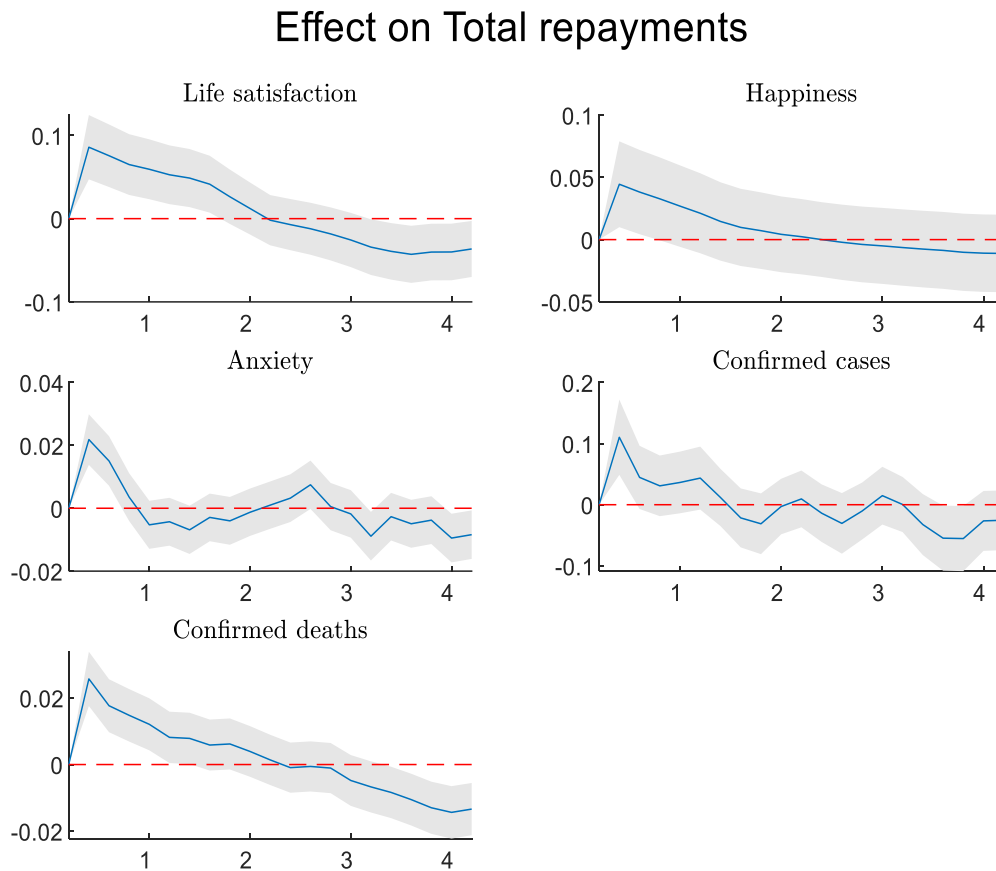 Effect on Total repayments
Life satisfaction
0.1
0
-0.1
1 2 3 4
Happiness
0.1
0.05
0
-0.05
1 2 3 4
Anxiety
0.04
0.02
0
-0.02
1 2 3 4
Confirmed cases
0.2
0.1
0
-0.1
1 2 3 4
Confirmed deaths
0.02
0
-0.02
1 2 3 4